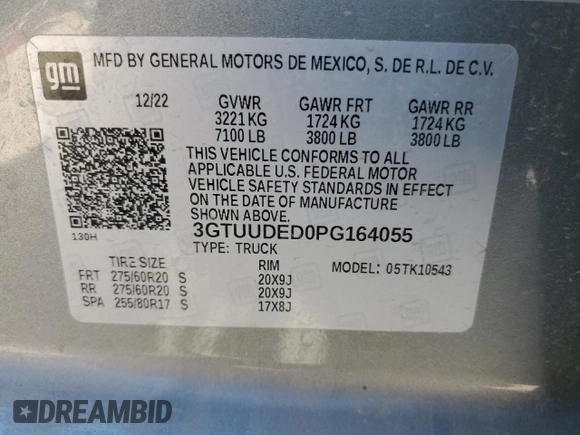 gm
MFD BY GENERAL MOTORS DE MEXICO, S. DE R.L. DE C.V.
12/22 GVWR GAWR FRT GAWR RR
3221 KG 1724 KG 1724 KG
7100 LB 3800 LB 3800 LB
THIS VEHICLE CONFORMS TO ALL
APPLICABLE U.S. FEDERAL MOTOR
VEHICLE SAFETY STANDARDS IN EFFECT
ON THE DATE OF MANUFACTURE
SHOWN ABOVE.
130H
3GTUUDED0PG164055
TYPE: TRUCK
TIRE SIZE RIM MODEL: 05TK10543
FRT 275/60R20 S 20X9J
RR 275/60R20 S 20X9J
SPA 255/80R17 S 17X8J
DREAMBID